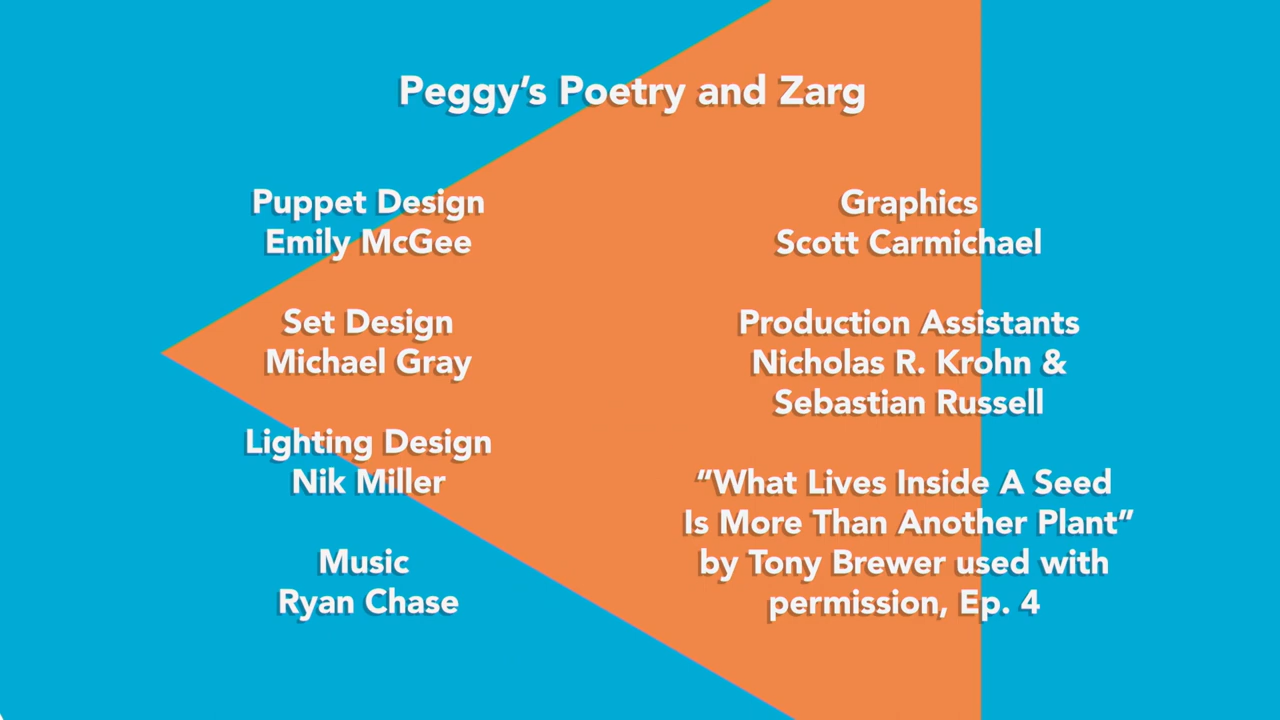 Peggy’s Poetry and Zarg
Puppet Design
Emily McGee
Set Design
Michael Gray
Lighting Design
Nik Miller
Music
Ryan Chase
Graphics
Scott Carmichael
Production Assistants
Nicholas R. Krohn &
Sebastian Russell
“What Lives Inside A Seed
Is More Than Another Plant”
by Tony Brewer used with
permission, Ep. 4